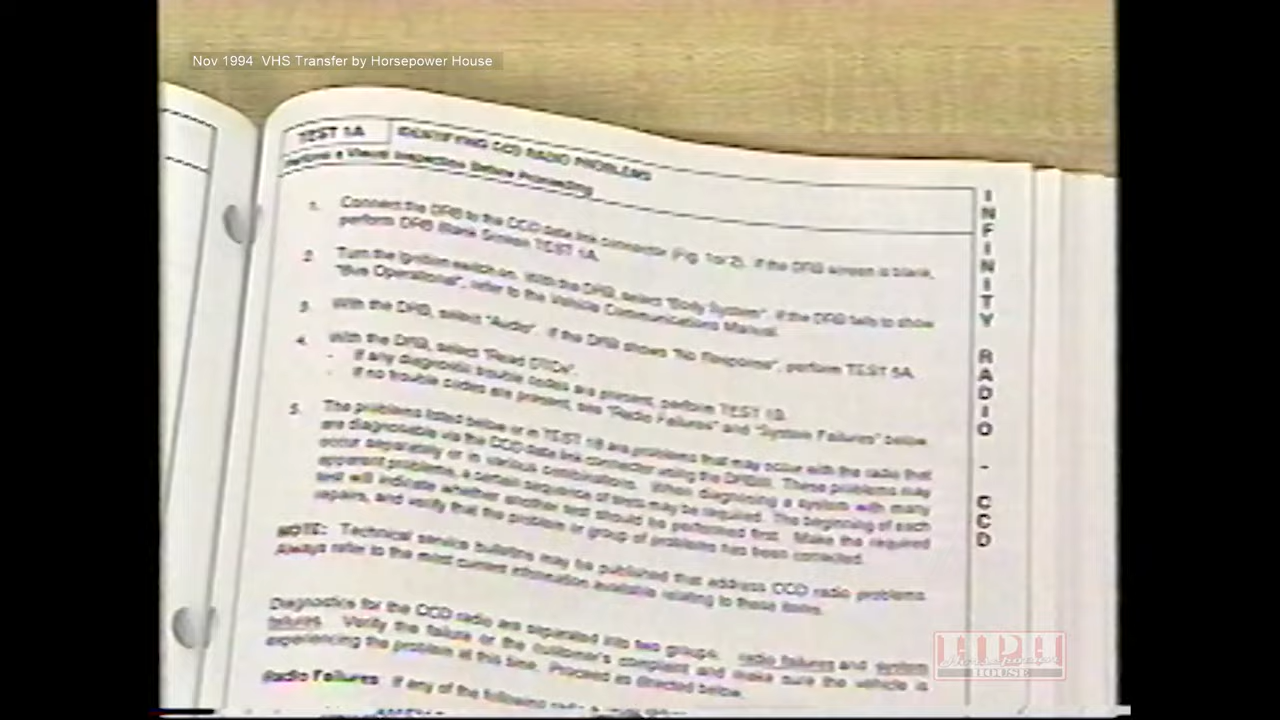 Nov 1994 VHS Transfer by Horsepower House
TEST 1A
IDENTIFYING CCD RADIO PROBLEMS
Perform a Visual Inspection Before Proceeding
1. Connect the DRB to the CCD data link connector (Fig. 1 or 2). If the DRB screen is blank,
perform DRB Blank Screen TEST 1A.
2. Turn the ignition switch on. With the DRB, select "Body System". If the DRB fails to show
"Bus Operational", refer to the Vehicle Communications Manual.
3. With the DRB, select "Audio". If the DRB shows "No Response", perform TEST 5A.
4. With the DRB, select "Read DTCs".
- If any diagnostic trouble codes are present, perform TEST 1B.
- If no trouble codes are present, see "Radio Failures" and "System Failures" below.
5. The problems listed below or in TEST 1B are problems that may occur with the radio that
are diagnosable via the CCD data link connector using the DRBIII. These problems may
occur separately or in various combinations. When diagnosing a system with many
apparent problems, a certain sequence of tests may be required. The beginning of each
test will indicate whether another test should be performed first. Make the required
repairs, and verify that the problem or group of problems has been corrected.
NOTE: Technical service bulletins may be published that address CCD radio problems
Always refer to the most current information available relating to these items.
Diagnostics for the CCD radio are separated into two groups: radio failures and system
failures. Verify the failure or the customer's complaint and make sure the vehicle is
experiencing the problem at this time. Proceed as directed below.
Radio Failures If any of the following
INFINITY RADIO - CCD
HPH
Horsepower
HOUSE